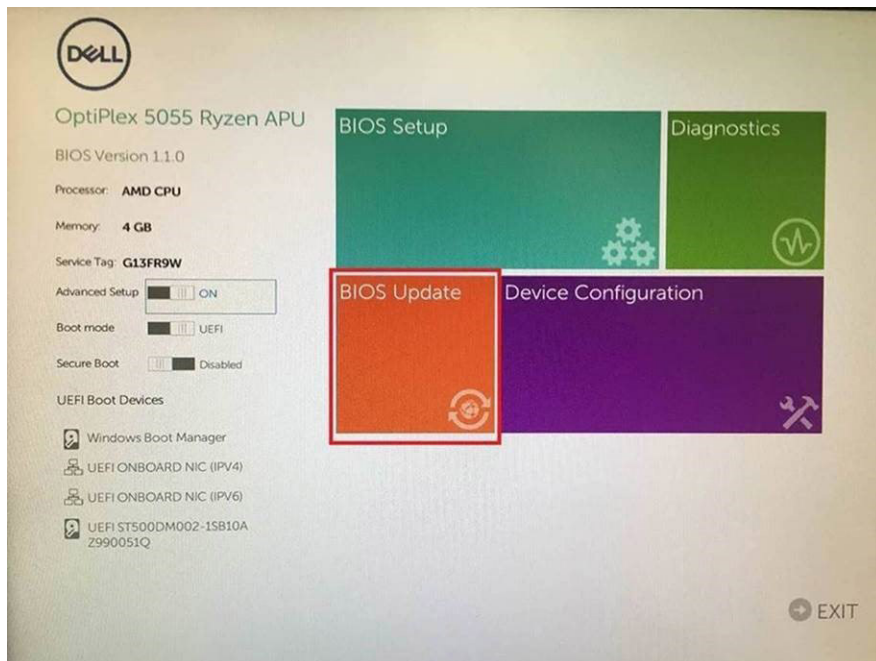 DELL
OptiPlex 5055 Ryzen APU
BIOS Version 1.1.0
Processor: AMD CPU
Memory: 4 GB
Service Tag: G13FR9W
Advanced Setup ON
Boot mode UEFI
Secure Boot Disabled
UEFI Boot Devices
Windows Boot Manager
UEFI ONBOARD NIC (IPV4)
UEFI ONBOARD NIC (IPV6)
UEFI ST500DM002-1SB10A
Z990051Q
BIOS Setup
Diagnostics
BIOS Update
Device Configuration
EXIT